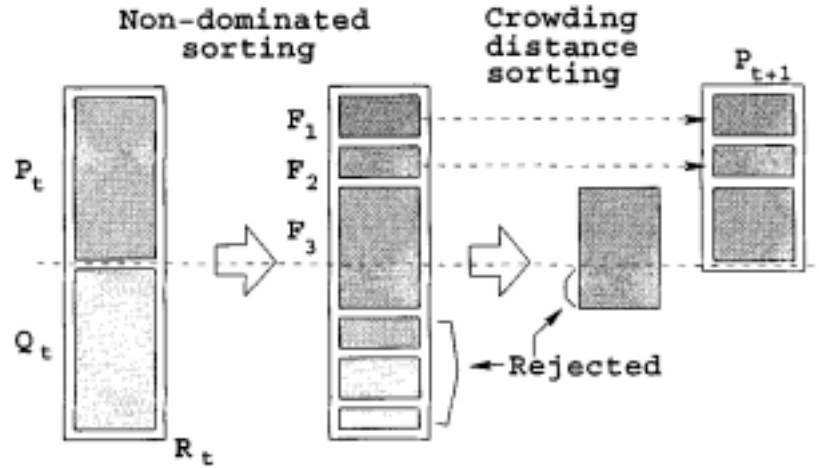 Non-dominated
sorting
Crowding
distance
sorting
P t+1
F 1
P t
F 2
F 3
Q t
Rejected
R t